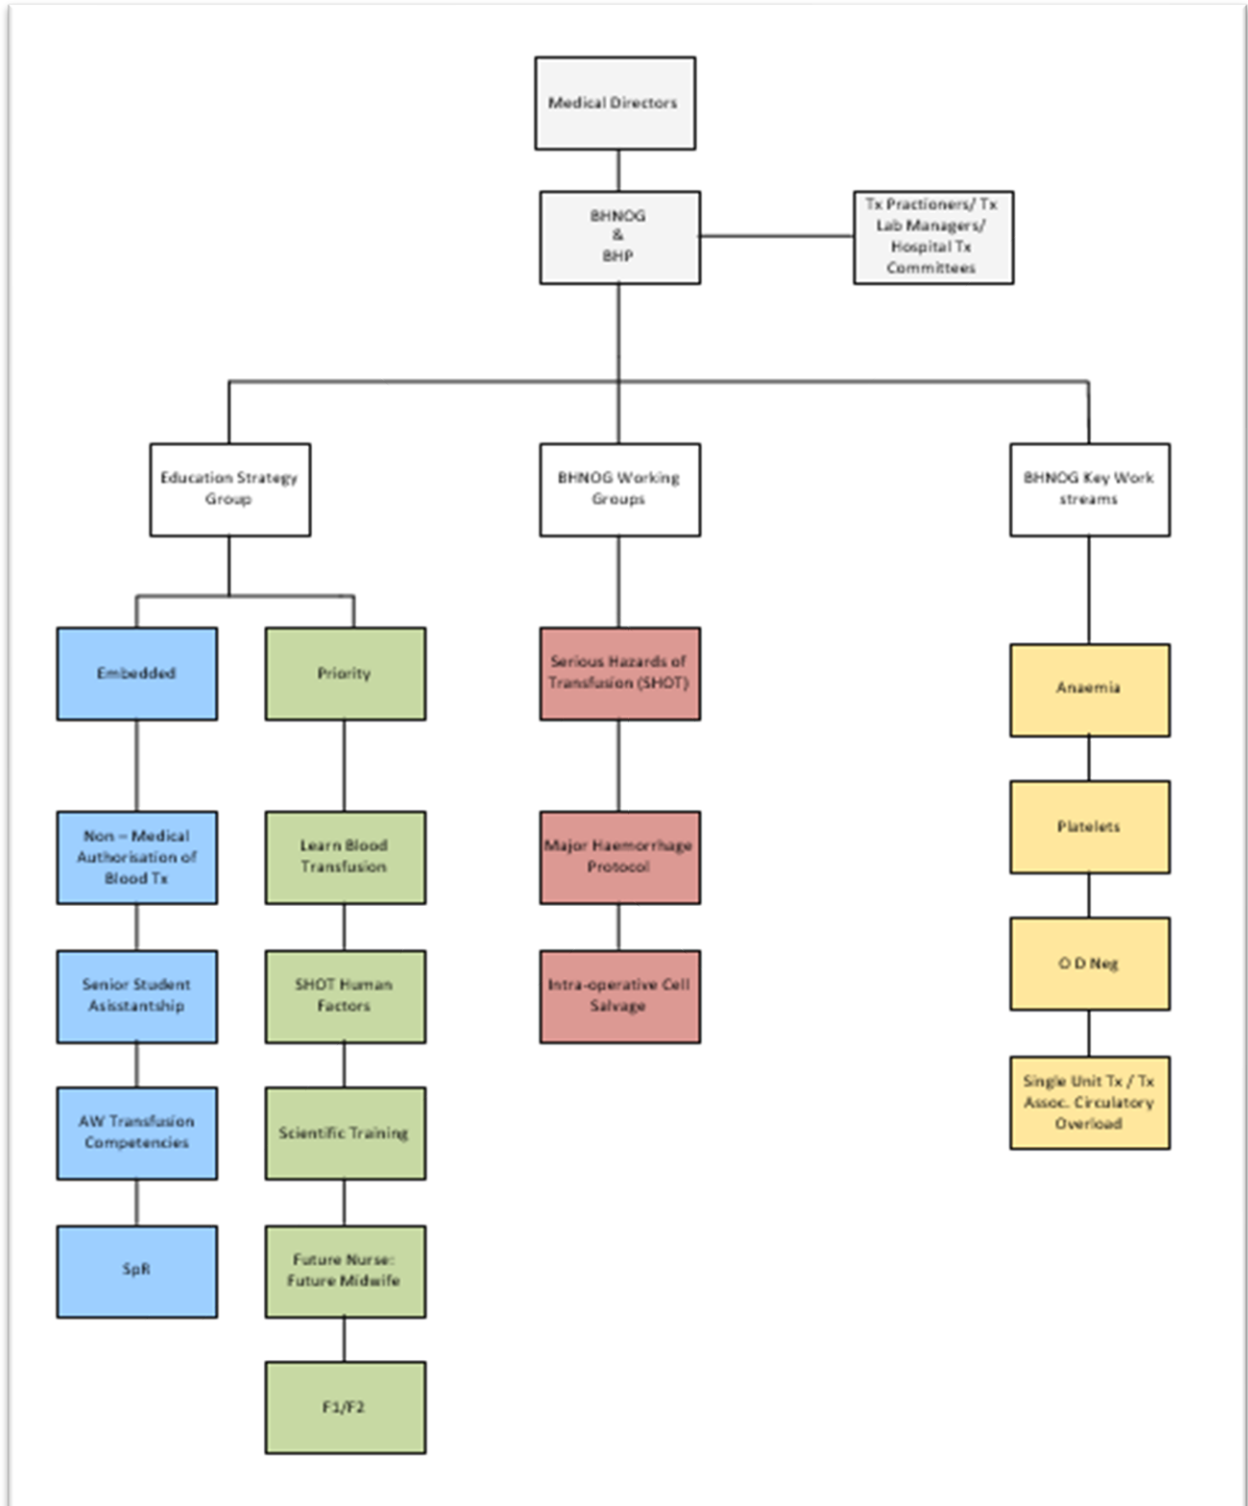 Medical Directors
BHNOG
&
BHP
Tx Practioners/ Tx
Lab Managers/
Hospital Tx
Committees
Education Strategy
Group
BHNOG Working
Groups
BHNOG Key Work
streams
Embedded
Priority
Serious Hazards of
Transfusion (SHOT)
Anaemia
Non – Medical
Authorisation of
Blood Tx
Learn Blood
Transfusion
Major Haemorrhage
Protocol
Platelets
Senior Student
Asisstantship
SHOT Human
Factors
Intra-operative Cell
Salvage
O D Neg
AW Transfusion
Competencies
Scientific Training
Single Unit Tx / Tx
Assoc. Circulatory
Overload
SpR
Future Nurse:
Future Midwife
F1/F2